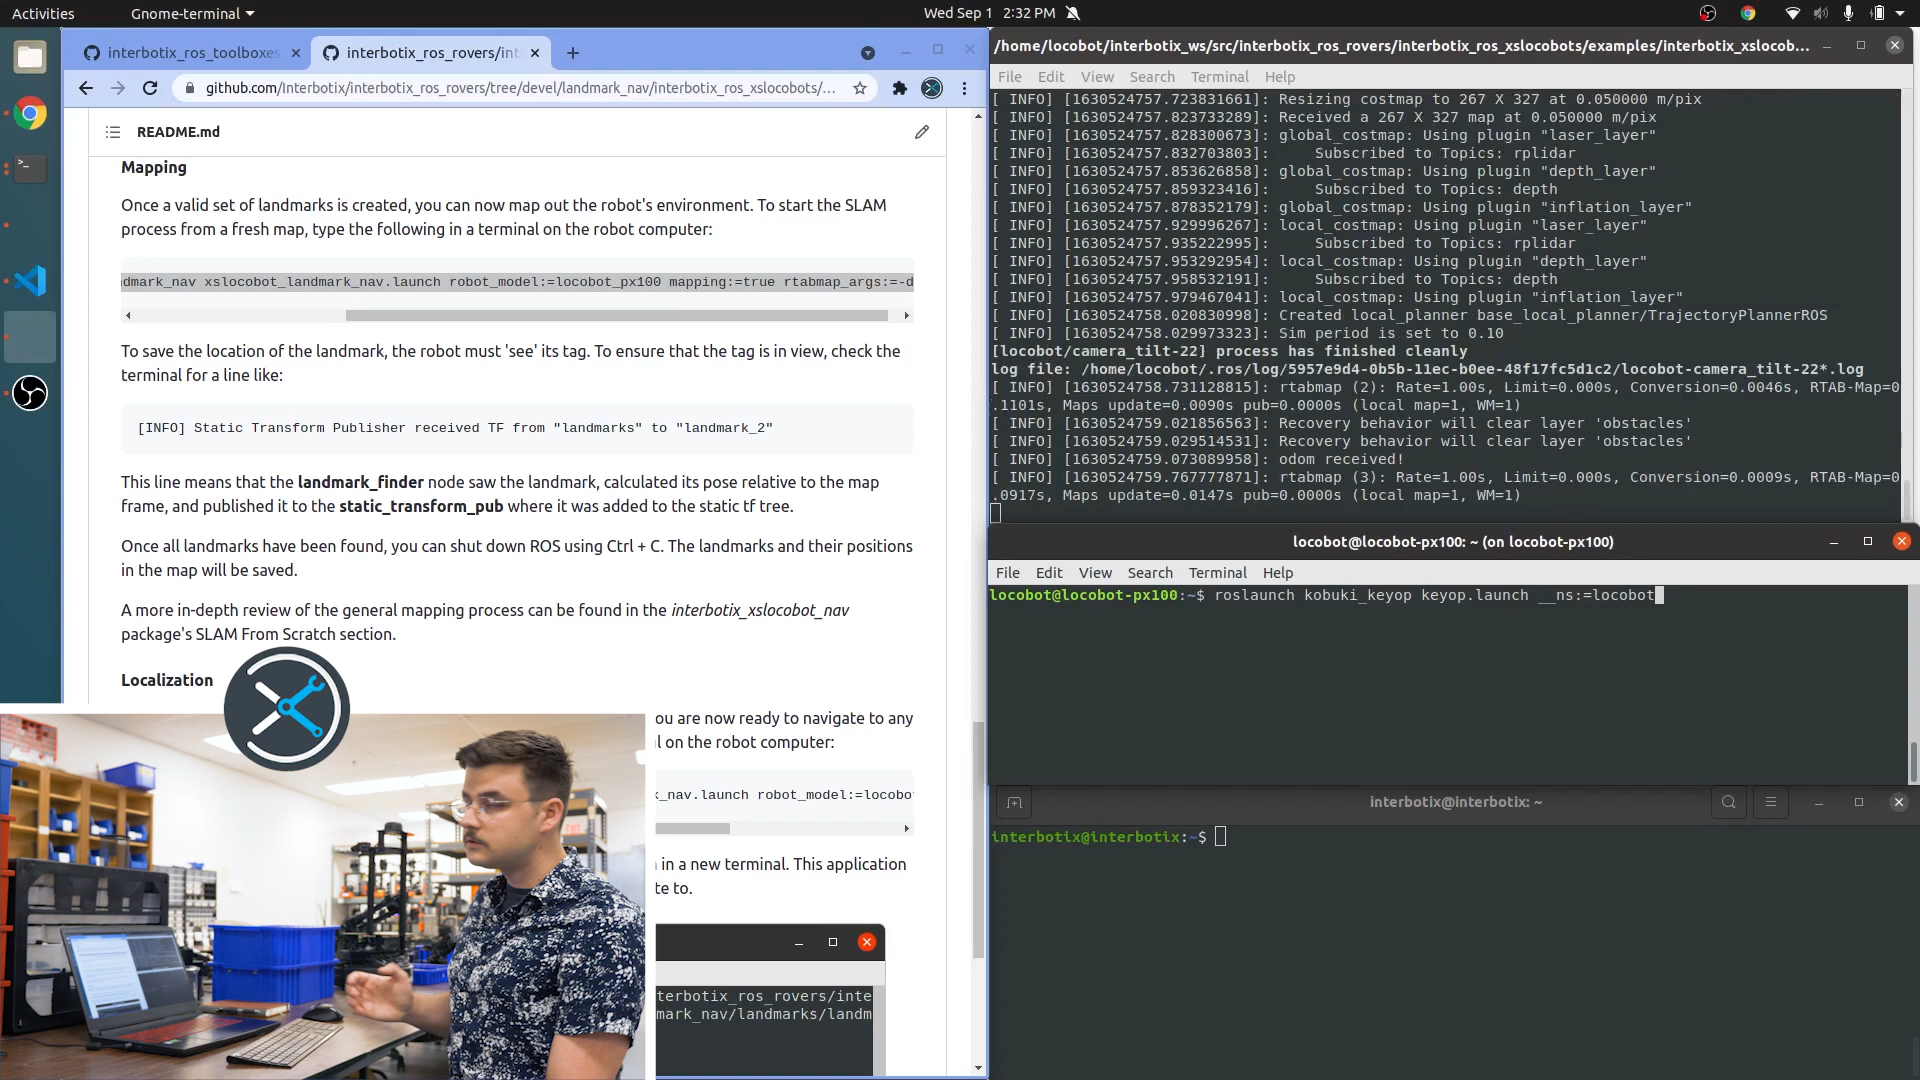 Activities
Gnome-terminal
Wed Sep 1 2:32 PM
interbotix_ros_toolboxes
interbotix_ros_rovers/int
github.com/Interbotix/interbotix_ros_rovers/tree/devel/landmark_nav/interbotix_ros_xslocobots/…
README.md
Mapping
Once a valid set of landmarks is created, you can now map out the robot's environment. To start the SLAM
process from a fresh map, type the following in a terminal on the robot computer:
dmark_nav xslocobot_landmark_nav.launch robot_model:=locobot_px100 mapping:=true rtabmap_args:=-d
To save the location of the landmark, the robot must 'see' its tag. To ensure that the tag is in view, check the
terminal for a line like:
[INFO] Static Transform Publisher received TF from "landmarks" to "landmark_2"
This line means that the landmark_finder node saw the landmark, calculated its pose relative to the map
frame, and published it to the static_transform_pub where it was added to the static tf tree.
Once all landmarks have been found, you can shut down ROS using Ctrl + C. The landmarks and their positions
in the map will be saved.
A more in-depth review of the general mapping process can be found in the interbotix_xslocobot_nav
package's SLAM From Scratch section.
Localization
ou are now ready to navigate to any
l on the robot computer:
x_nav.launch robot_model:=locobo
in a new terminal. This application
te to.
terbotix_ros_rovers/inte
mark_nav/landmarks/landm
/home/locobot/interbotix_ws/src/interbotix_ros_rovers/interbotix_ros_xslocobots/examples/interbotix_xslocob...
File Edit View Search Terminal Help
[ INFO] [1630524757.723831661]: Resizing costmap to 267 X 327 at 0.050000 m/pix
[ INFO] [1630524757.823733289]: Received a 267 X 327 map at 0.050000 m/pix
[ INFO] [1630524757.828300673]: global_costmap: Using plugin "laser_layer"
[ INFO] [1630524757.832703803]:     Subscribed to Topics: rplidar
[ INFO] [1630524757.853626858]: global_costmap: Using plugin "depth_layer"
[ INFO] [1630524757.859323416]:     Subscribed to Topics: depth
[ INFO] [1630524757.878352179]: global_costmap: Using plugin "inflation_layer"
[ INFO] [1630524757.929996267]: local_costmap: Using plugin "laser_layer"
[ INFO] [1630524757.935222995]:     Subscribed to Topics: rplidar
[ INFO] [1630524757.953292954]: local_costmap: Using plugin "depth_layer"
[ INFO] [1630524757.958532191]:     Subscribed to Topics: depth
[ INFO] [1630524757.979467041]: local_costmap: Using plugin "inflation_layer"
[ INFO] [1630524758.020830998]: Created local_planner base_local_planner/TrajectoryPlannerROS
[ INFO] [1630524758.029973323]: Sim period is set to 0.10
[locobot/camera_tilt-22] process has finished cleanly
log file: /home/locobot/.ros/log/5957e9d4-0b5b-11ec-b0ee-48f17fc5d1c2/locobot-camera_tilt-22*.log
[ INFO] [1630524758.731128815]: rtabmap (2): Rate=1.00s, Limit=0.000s, Conversion=0.0046s, RTAB-Map=0
.1101s, Maps update=0.0090s pub=0.0000s (local map=1, WM=1)
[ INFO] [1630524759.021856563]: Recovery behavior will clear layer 'obstacles'
[ INFO] [1630524759.029514531]: Recovery behavior will clear layer 'obstacles'
[ INFO] [1630524759.073089958]: odom received!
[ INFO] [1630524759.767777871]: rtabmap (3): Rate=1.00s, Limit=0.000s, Conversion=0.0009s, RTAB-Map=0
.0917s, Maps update=0.0147s pub=0.0000s (local map=1, WM=1)
locobot@locobot-px100: ~ (on locobot-px100)
File Edit View Search Terminal Help
locobot@locobot-px100:~$ roslaunch kobuki_keyop keyop.launch __ns:=locobot
interbotix@interbotix: ~
interbotix@interbotix:~$